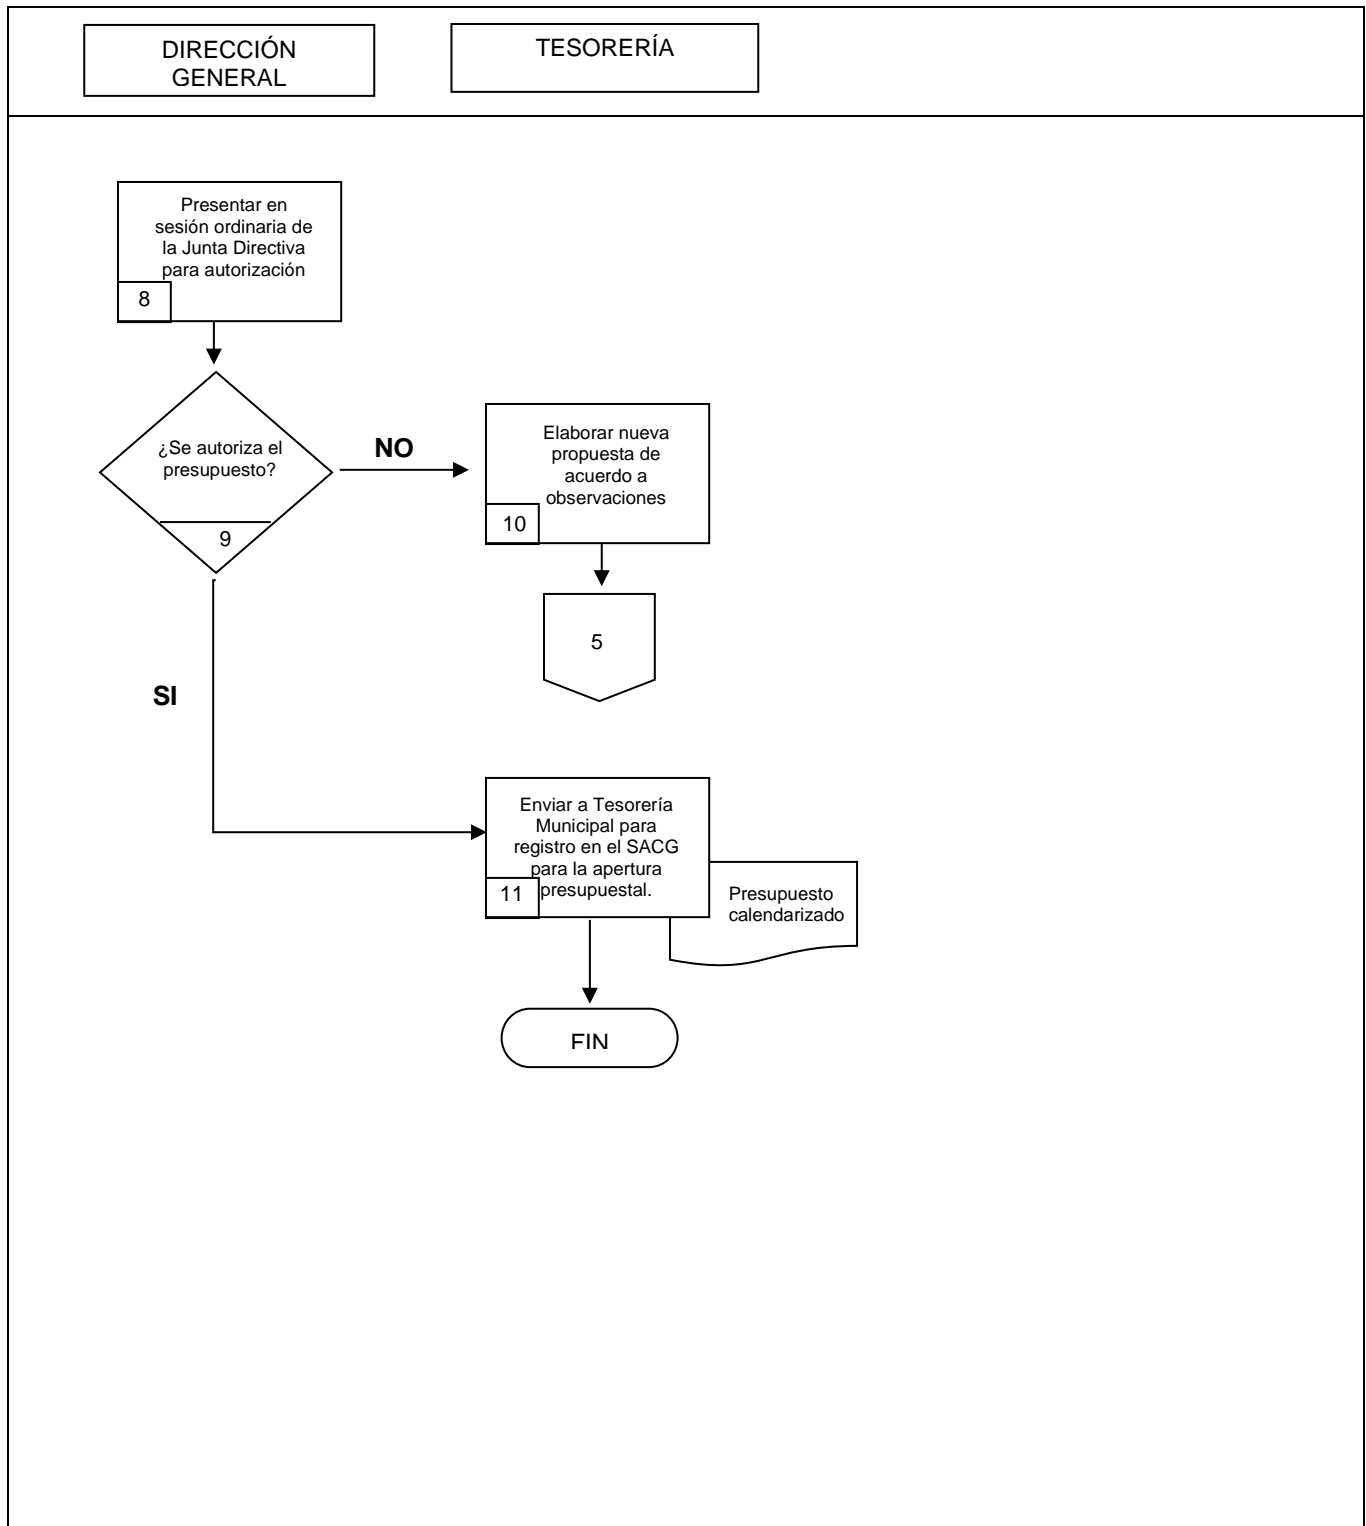 DIRECCIÓN
GENERAL
TESORERÍA
Presentar en
sesión ordinaria de
la Junta Directiva
para autorización
8
¿Se autoriza el
presupuesto?
9
NO
Elaborar nueva
propuesta de
acuerdo a
observaciones
10
5
SI
Enviar a Tesorería
Municipal para
registro en el SACG
para la apertura
presupuestal.
11
Presupuesto
calendarizado
FIN